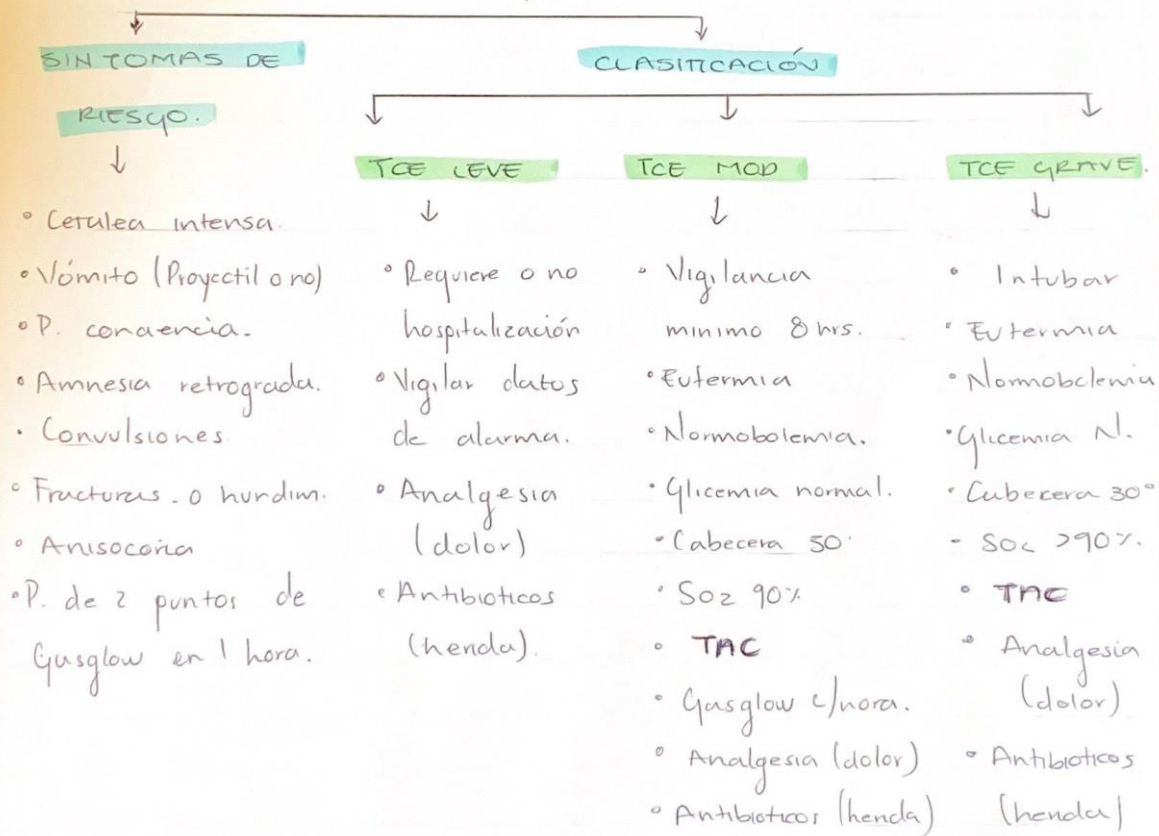 SINTOMAS DE
RIESGO.
• Cefalea intensa.
• Vómito (Proyectil o no)
• P. conciencia.
• Amnesia retrograda.
• Convulsiones
• Fracturas. o hundim.
• Anisocoria
• P. de 2 puntos de
Gusglow en 1 hora.
CLASIFICACIÓN
TCE LEVE
• Requiere o no
hospitalización
• Vigilar datos
de alarma.
• Analgesia
(dolor)
• Antibioticos
(herida).
TCE MOD
• Vigilancia
minimo 8 hrs.
• Eutermia
• Normobolemia.
• Glicemia normal.
• Cabecera 30°
• SO2 90%
• TAC
• Gusglow c/hora.
• Analgesia (dolor)
• Antibioticos (herida)
TCE GRAVE.
• Intubar
• Eutermia
• Normobolemia
• Glicemia N.
• Cabecera 30°
- SO2 >90%.
• TAC
• Analgesia
(dolor)
• Antibioticos
(herida)